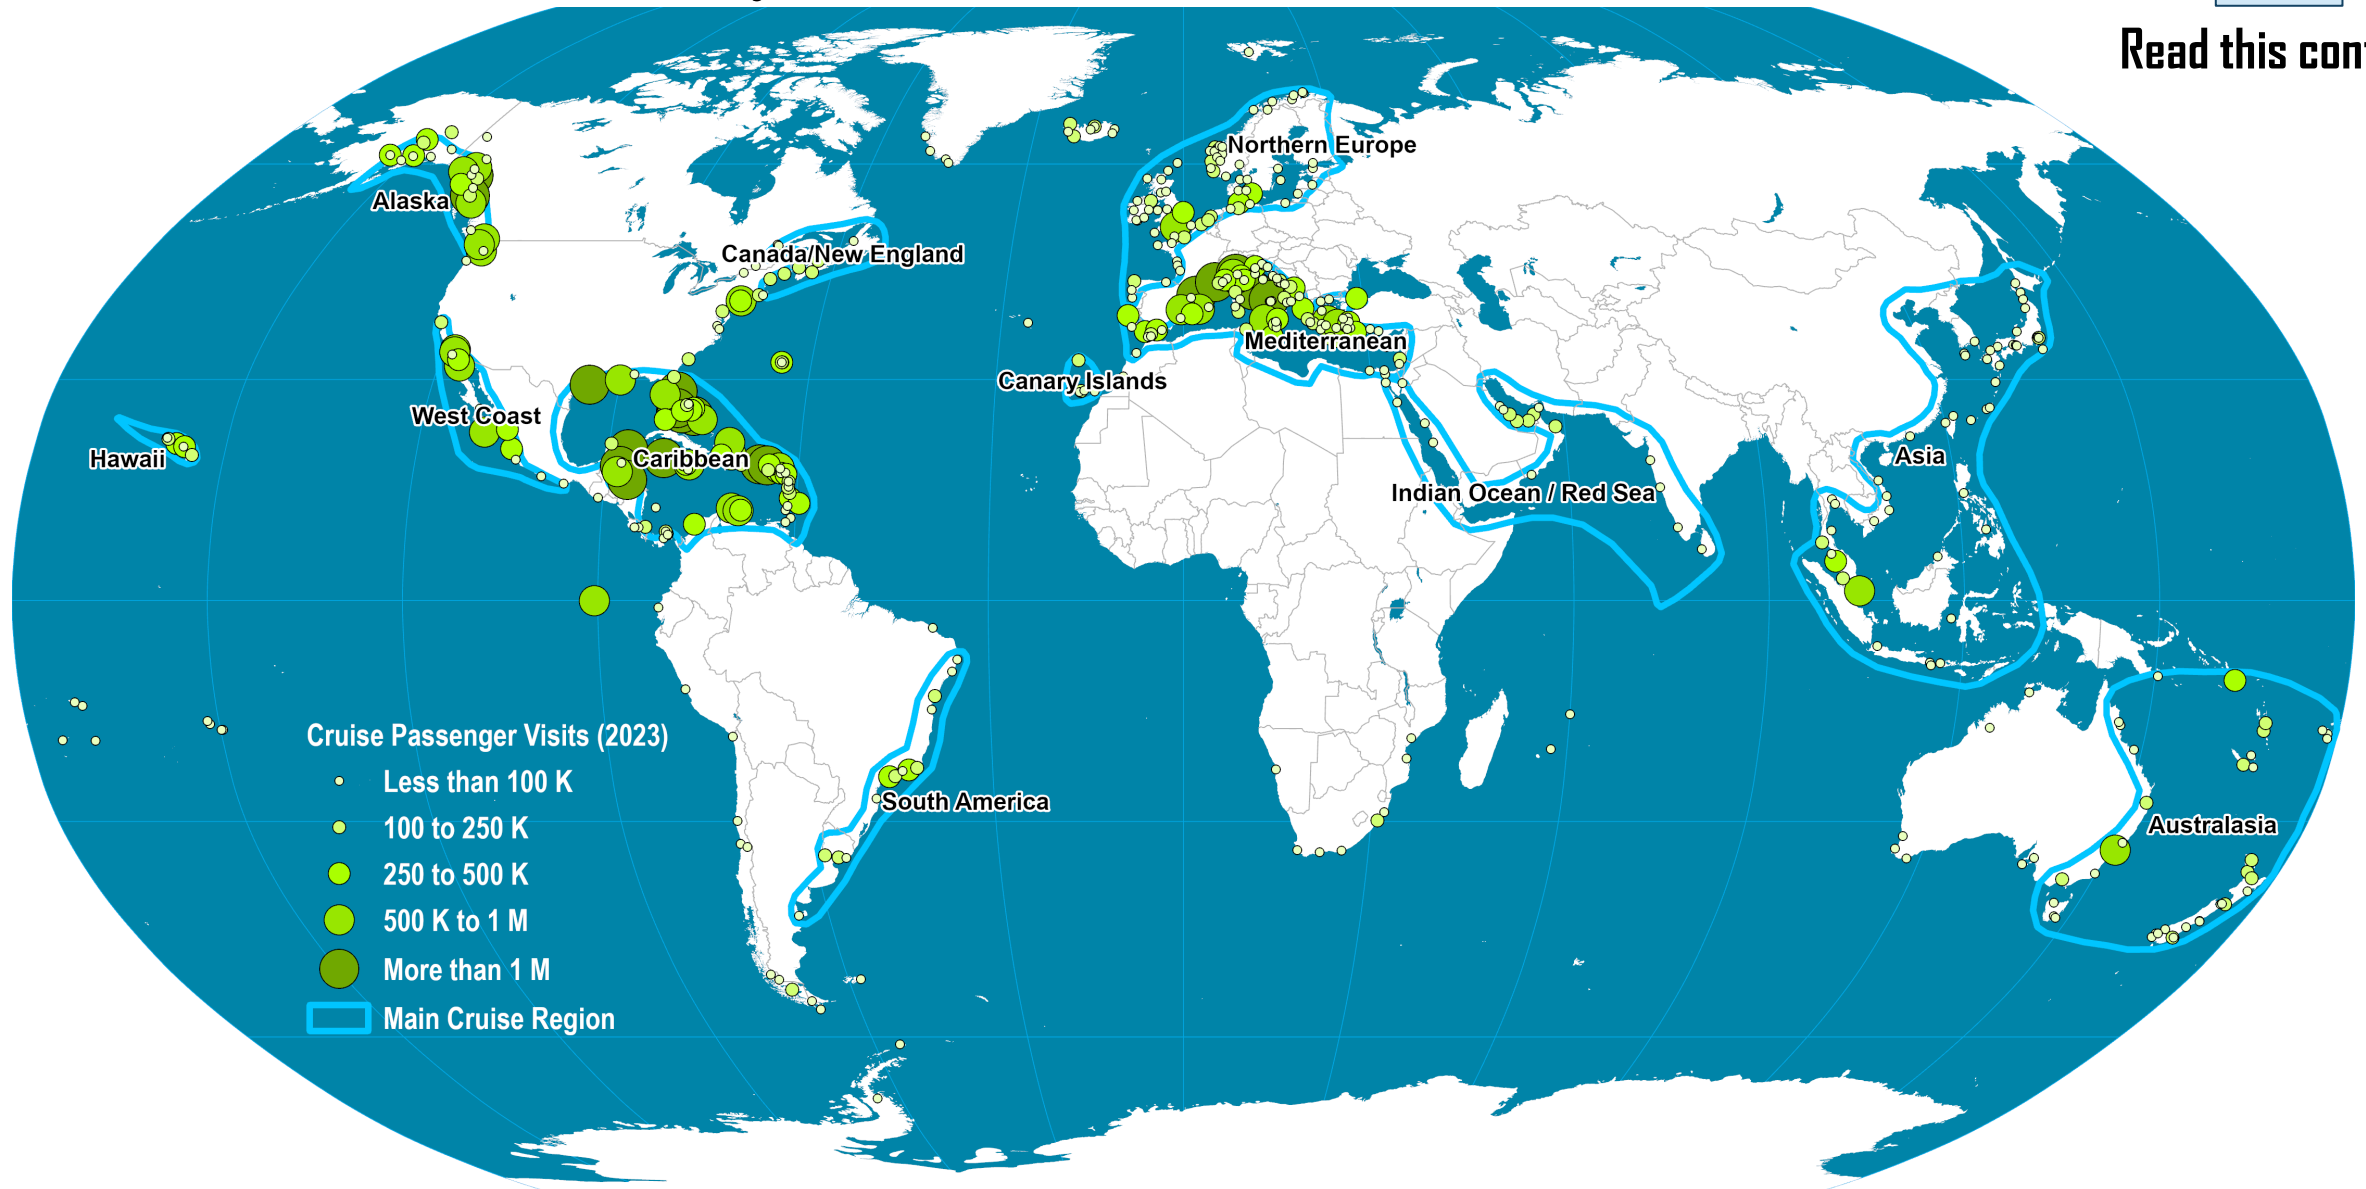 Read this con
Northern Europe
Alaska
Canada/New England
Mediterranean
Canary Islands
West Coast
Hawaii
Caribbean
Asia
Indian Ocean / Red Sea
South America
Australasia
Cruise Passenger Visits (2023)
Less than 100 K
100 to 250 K
250 to 500 K
500 K to 1 M
More than 1 M
Main Cruise Region